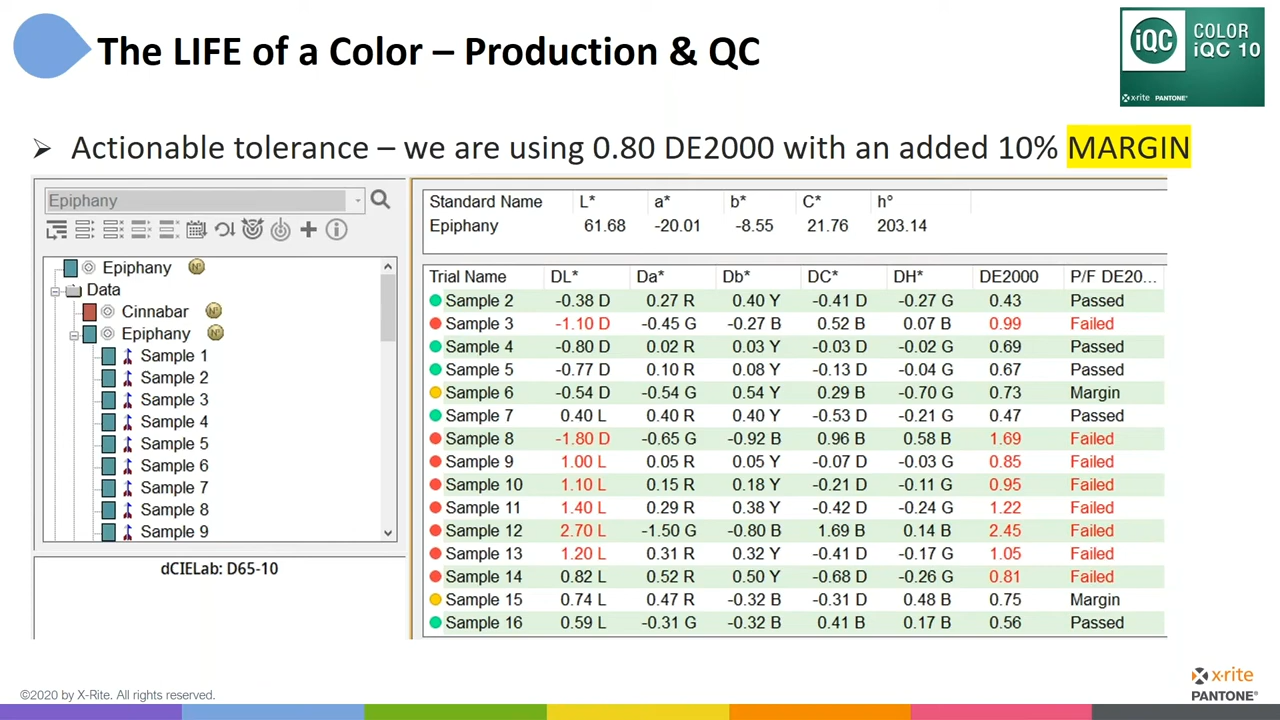 The LIFE of a Color – Production & QC
iQC
COLOR
iQC 10
x·rite PANTONE®
➢ Actionable tolerance – we are using 0.80 DE2000 with an added 10% MARGIN
Epiphany
Epiphany
Data
Cinnabar
Epiphany
Sample 1
Sample 2
Sample 3
Sample 4
Sample 5
Sample 6
Sample 7
Sample 8
Sample 9
dCIELab: D65-10
Standard Name L* a* b* C* h°
Epiphany 61.68 -20.01 -8.55 21.76 203.14
Trial Name DL* Da* Db* DC* DH* DE2000 P/F DE20...
Sample 2 -0.38 D 0.27 R 0.40 Y -0.41 D -0.27 G 0.43 Passed
Sample 3 -1.10 D -0.45 G -0.27 B 0.52 B 0.07 B 0.99 Failed
Sample 4 -0.80 D 0.02 R 0.03 Y -0.03 D -0.02 G 0.69 Passed
Sample 5 -0.77 D 0.10 R 0.08 Y -0.13 D -0.04 G 0.67 Passed
Sample 6 -0.54 D -0.54 G 0.54 Y 0.29 B -0.70 G 0.73 Margin
Sample 7 0.40 L 0.40 R 0.40 Y -0.53 D -0.21 G 0.47 Passed
Sample 8 -1.80 D -0.65 G -0.92 B 0.96 B 0.58 B 1.69 Failed
Sample 9 1.00 L 0.05 R 0.05 Y -0.07 D -0.03 G 0.85 Failed
Sample 10 1.10 L 0.15 R 0.18 Y -0.21 D -0.11 G 0.95 Failed
Sample 11 1.40 L 0.29 R 0.38 Y -0.42 D -0.24 G 1.22 Failed
Sample 12 2.70 L -1.50 G -0.80 B 1.69 B 0.14 B 2.45 Failed
Sample 13 1.20 L 0.31 R 0.32 Y -0.41 D -0.17 G 1.05 Failed
Sample 14 0.82 L 0.52 R 0.50 Y -0.68 D -0.26 G 0.81 Failed
Sample 15 0.74 L 0.47 R -0.32 B -0.31 D 0.48 B 0.75 Margin
Sample 16 0.59 L -0.31 G -0.32 B 0.41 B 0.17 B 0.56 Passed
©2020 by X-Rite. All rights reserved.
x·rite
PANTONE®